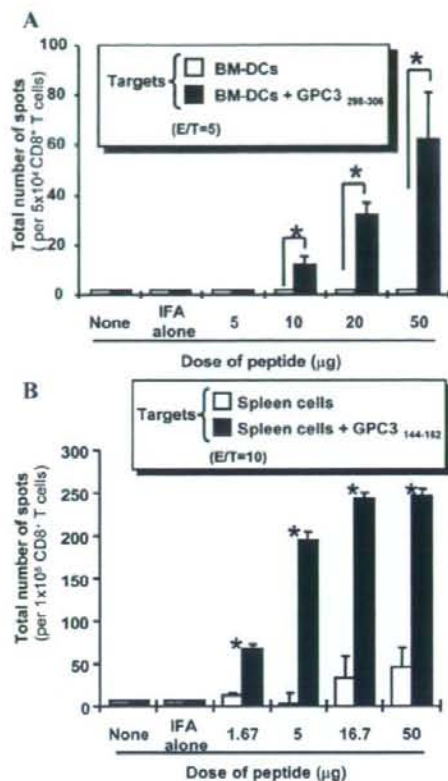 A
Total number of spots
( per 5x10⁴ CD8⁺ T cells)
100
80
60
40
20
0
Targets
BM-DCs
BM-DCs + GPC3 298-306
(E/T=5)
*
*
*
None
IFA
alone
5
10
20
50
Dose of peptide (μg)
B
Total number of spots
(per 1x10⁵ CD8⁺ T cells)
300
250
200
150
100
50
0
Targets
Spleen cells
Spleen cells + GPC3 144-152
(E/T=10)
*
*
*
*
None
IFA
alone
1.67
5
16.7
50
Dose of peptide (μg)